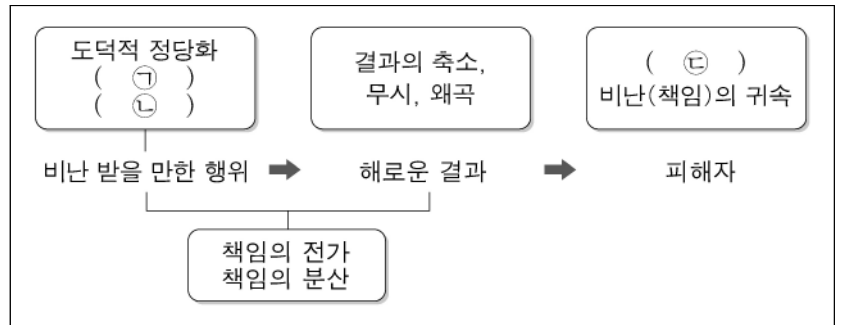 도덕적 정당화
( ㉠ )
( ㉡ )
결과의 축소,
무시, 왜곡
( ㉢ )
비난(책임)의 귀속
비난 받을 만한 행위 ➡ 해로운 결과 ➡ 피해자
책임의 전가
책임의 분산